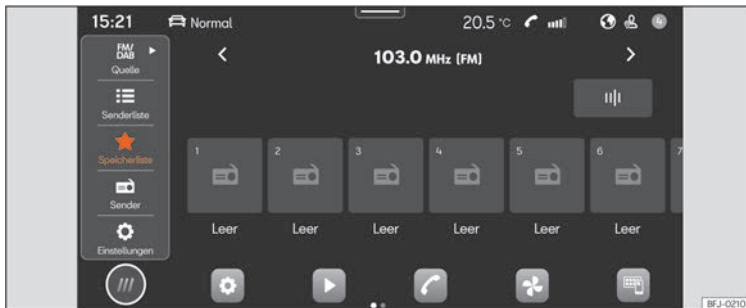 15:21 Normal 20.5 °C 4
FM/
DAB
Quelle
103.0 MHz (FM)
Senderliste
Speicherliste
1 2 3 4 5 6 7
Sender
Leer Leer Leer Leer Leer Leer
Einstellungen
BFJ-0210